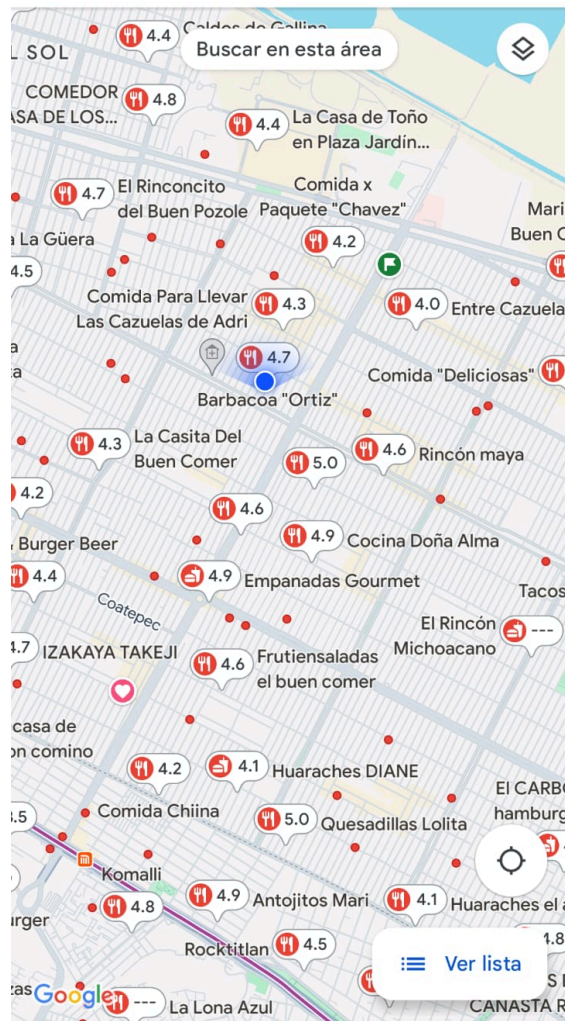 4.4 Caldos de Gallina
Buscar en esta área
L SOL
COMEDOR
ASA DE LOS...
4.8
4.4
La Casa de Toño
en Plaza Jardín...
4.7
El Rinconcito
del Buen Pozole
Comida x
Paquete "Chavez"
4.2
Mari
Buen C
a La Güera
4.5
Comida Para Llevar
Las Cazuelas de Adri
4.3
4.0
Entre Cazuela
4.7
Barbacoa "Ortiz"
Comida "Deliciosas"
a
ta
4.3
La Casita Del
Buen Comer
5.0
4.6
Rincón maya
4.2
4.6
4.9
Cocina Doña Alma
& Burger Beer
4.4
4.9
Empanadas Gourmet
Tacos
Coatepec
El Rincón
Michoacano
---
4.7
IZAKAYA TAKEJI
4.6
Frutiensaladas
el buen comer
casa de
on comino
4.2
4.1
Huaraches DIANE
El CARBO
hamburg
3.5
Comida Chiina
5.0
Quesadillas Lolita
Komalli
4.8
4.9
Antojitos Mari
4.1
Huaraches el a
urger
Rocktitlan
4.5
4.8
Ver lista
zas
Google
---
La Lona Azul
CANASTA R